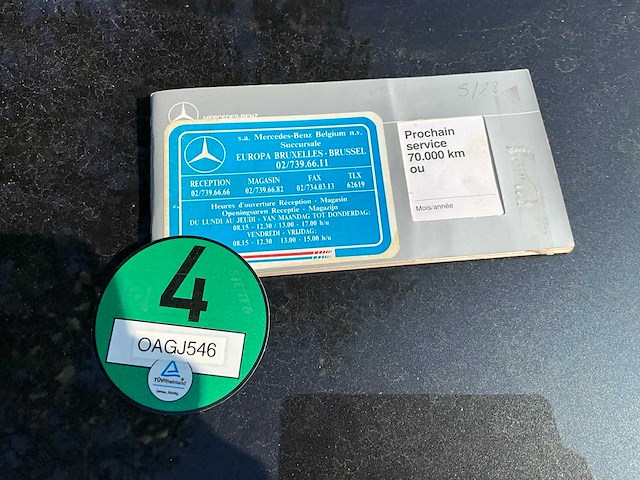 MERCEDES-BENZ
s.a. Mercedes-Benz Belgium n.v.
Succursale
EUROPA BRUXELLES - BRUSSEL
02/739.66.11
RECEPTION MAGASIN FAX TLX
02/739.66.66 02/739.66.82 02/734.03.13 62619
Heures d'ouverture Réception - Magasin
Openingsuren Receptie - Magazijn
DU LUNDI AU JEUDI - VAN MAANDAG TOT DONDERDAG:
08.15 - 12.30 / 13.00 - 17.00 h/u
VENDREDI - VRIJDAG:
08.15 - 12.30 13.00 - 15.00 h/u
Prochain
service
70.000 km
ou
Mois/année
S/28
4
OAGJ546
TÜVRheinland